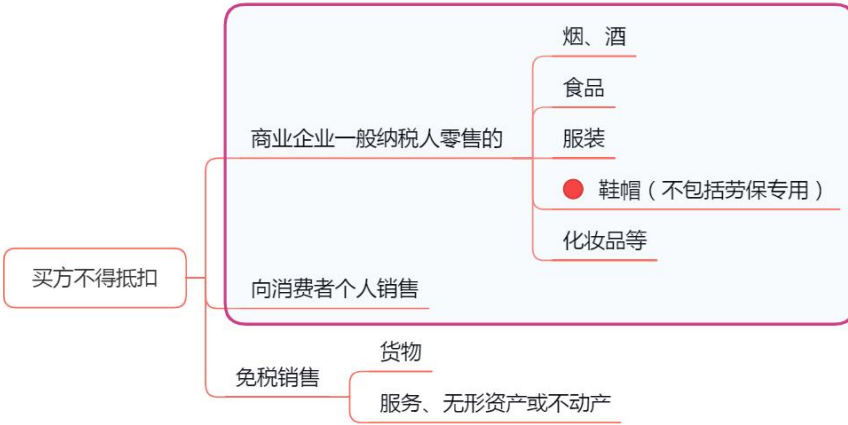 买方不得抵扣
商业企业一般纳税人零售的
烟、酒
食品
服装
鞋帽（不包括劳保专用）
化妆品等
向消费者个人销售
免税销售
货物
服务、无形资产或不动产